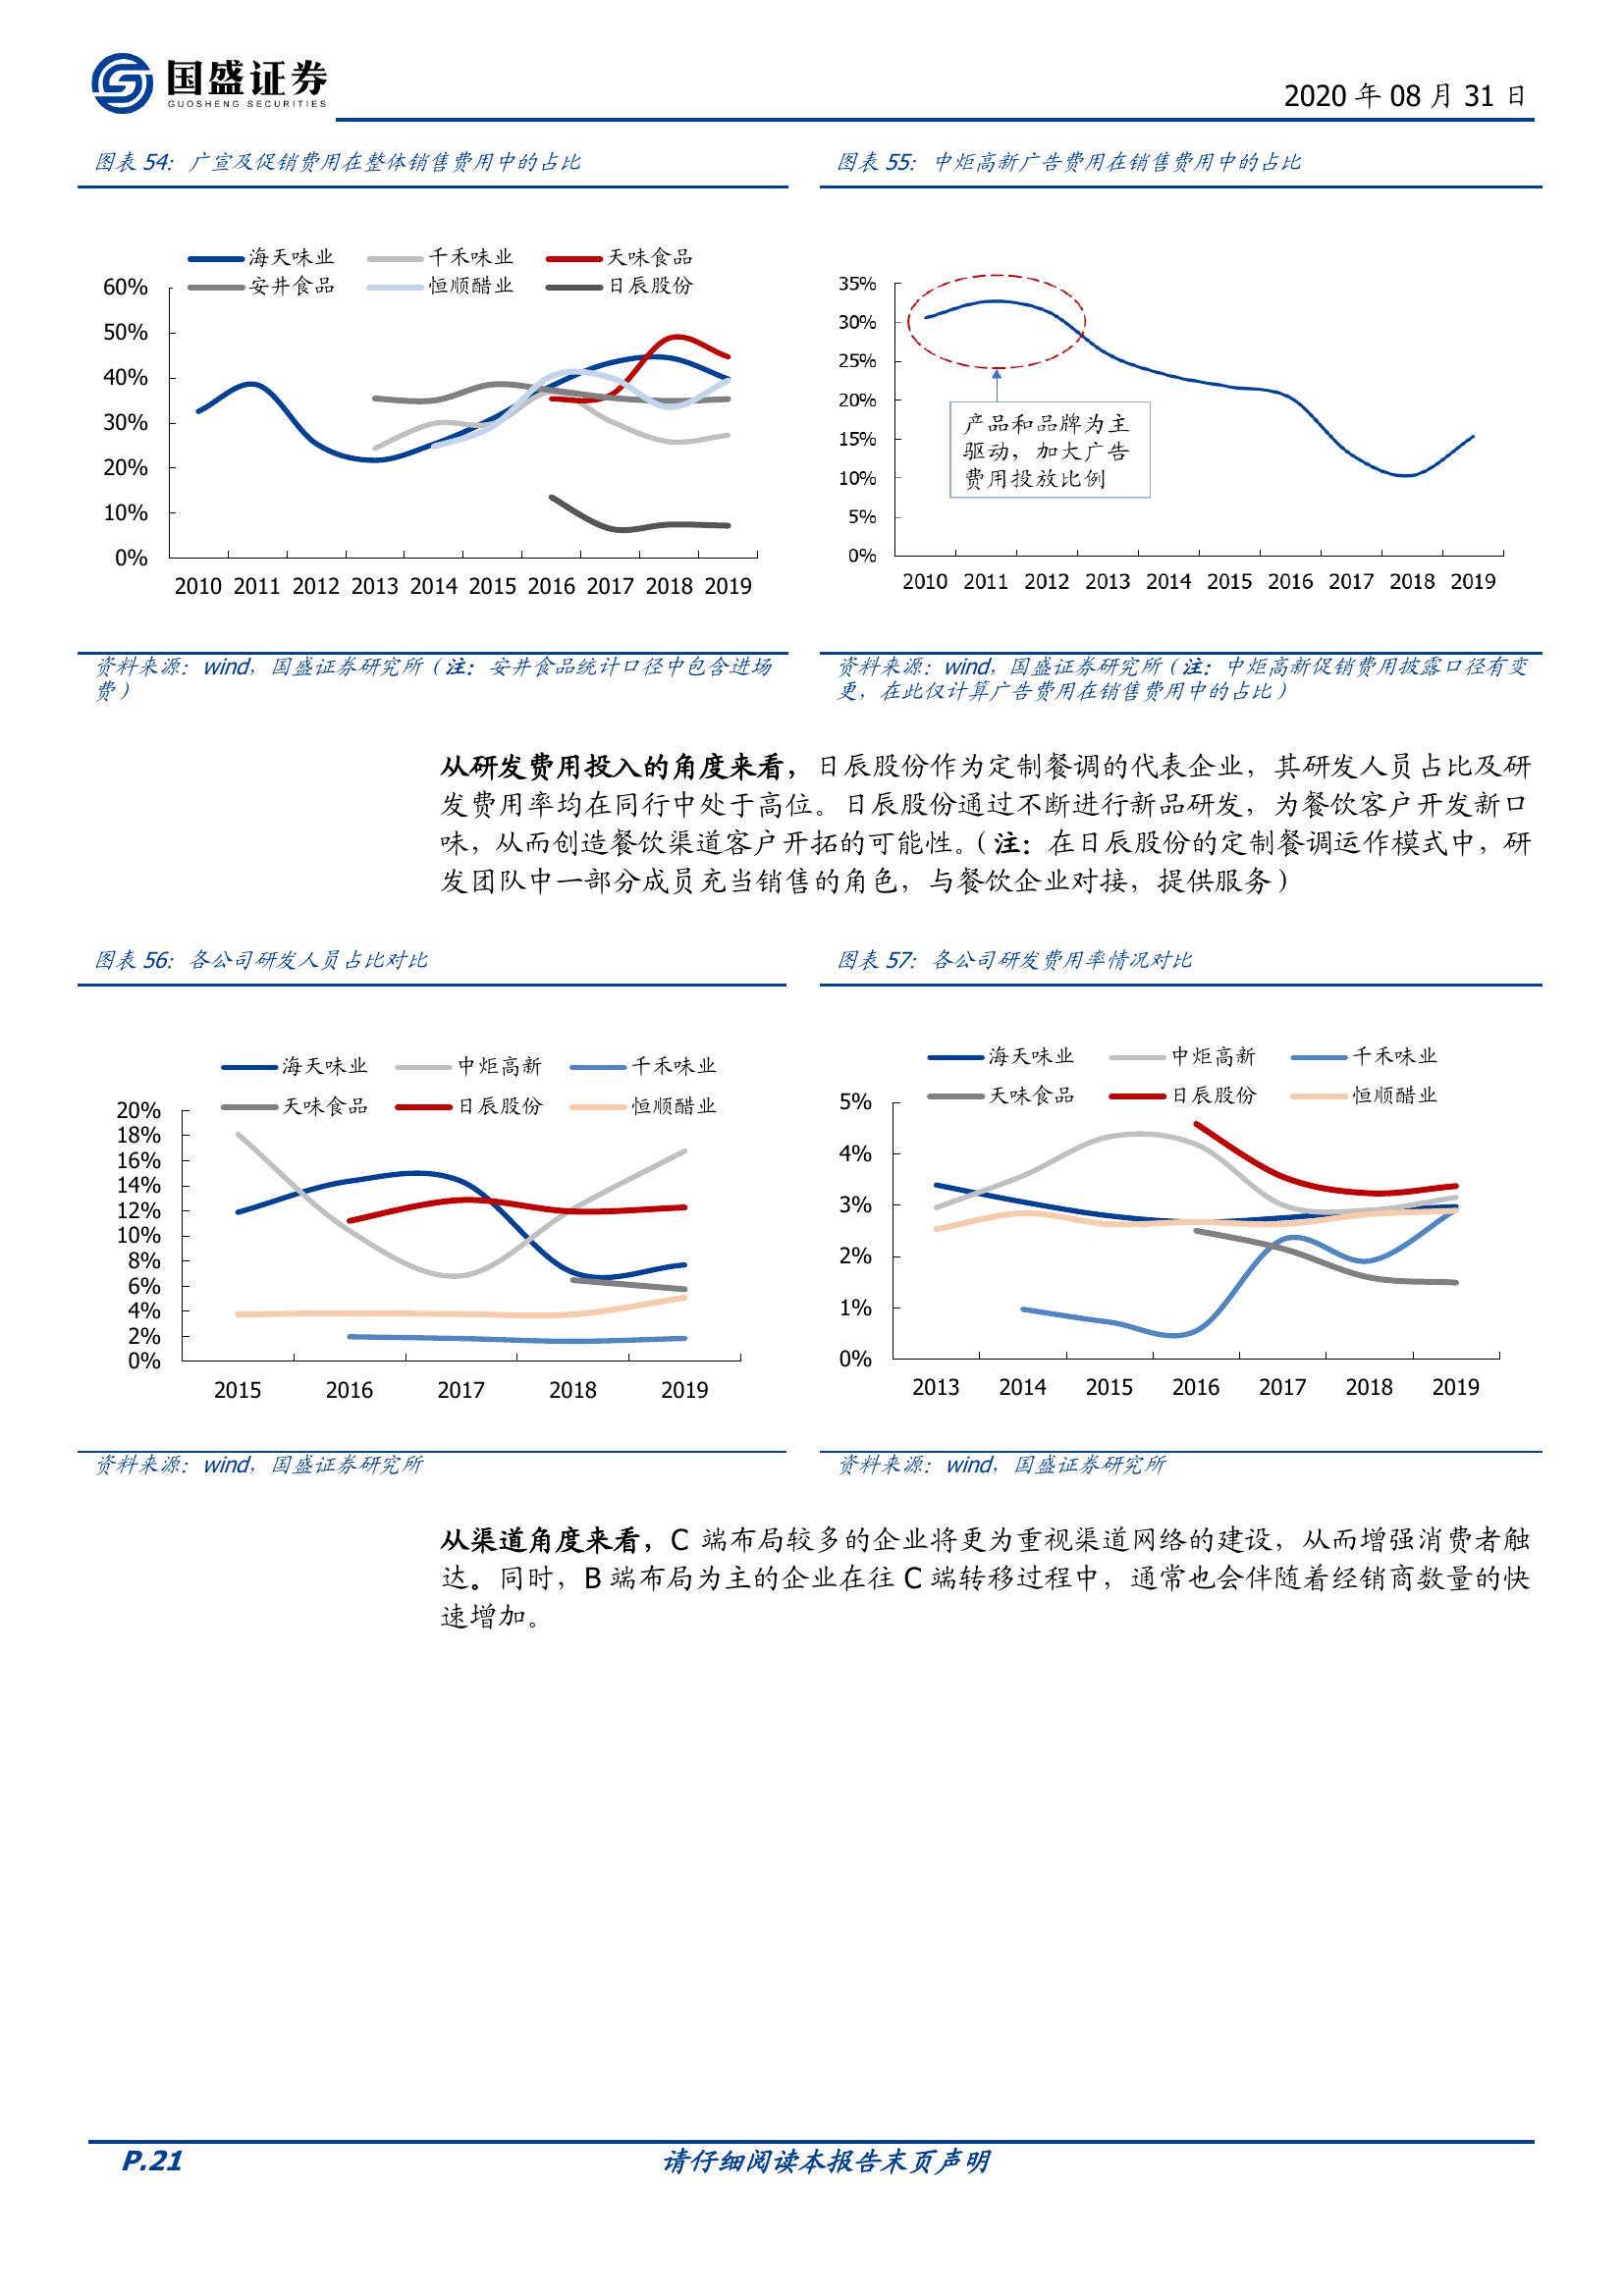 国盛证券
GUOSHENG SECURITIES
2020 年 08 月 31 日
图表 54：广宣及促销费用在整体销售费用中的占比
海天味业 千禾味业 天味食品
安井食品 恒顺醋业 日辰股份
60%
50%
40%
30%
20%
10%
0%
2010 2011 2012 2013 2014 2015 2016 2017 2018 2019
资料来源：wind，国盛证券研究所（注：安井食品统计口径中包含进场
费）
图表 55：中炬高新广告费用在销售费用中的占比
35%
30%
25%
20%
15%
10%
5%
0%
产品和品牌为主
驱动，加大广告
费用投放比例
2010 2011 2012 2013 2014 2015 2016 2017 2018 2019
资料来源：wind，国盛证券研究所（注：中炬高新促销费用披露口径有变
更，在此仅计算广告费用在销售费用中的占比）
从研发费用投入的角度来看，日辰股份作为定制餐调的代表企业，其研发人员占比及研
发费用率均在同行中处于高位。日辰股份通过不断进行新品研发，为餐饮客户开发新口
味，从而创造餐饮渠道客户开拓的可能性。（注：在日辰股份的定制餐调运作模式中，研
发团队中一部分成员充当销售的角色，与餐饮企业对接，提供服务）
图表 56：各公司研发人员占比对比
海天味业 中炬高新 千禾味业
天味食品 日辰股份 恒顺醋业
20%
18%
16%
14%
12%
10%
8%
6%
4%
2%
0%
2015 2016 2017 2018 2019
资料来源：wind，国盛证券研究所
图表 57：各公司研发费用率情况对比
海天味业 中炬高新 千禾味业
天味食品 日辰股份 恒顺醋业
5%
4%
3%
2%
1%
0%
2013 2014 2015 2016 2017 2018 2019
资料来源：wind，国盛证券研究所
从渠道角度来看，C 端布局较多的企业将更为重视渠道网络的建设，从而增强消费者触
达。同时，B 端布局为主的企业在往 C 端转移过程中，通常也会伴随着经销商数量的快
速增加。
P.21
请仔细阅读本报告末页声明